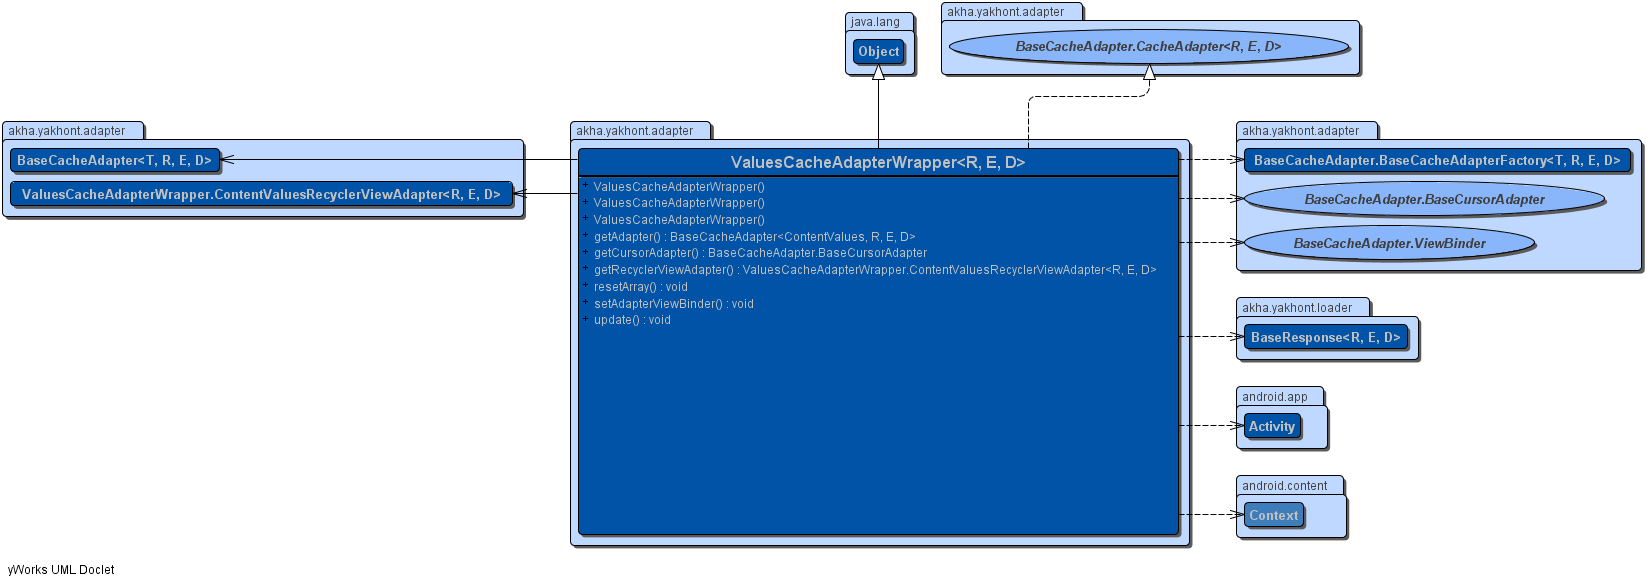 java.lang
Object
akha.yakhont.adapter
BaseCacheAdapter.CacheAdapter<R, E, D>
akha.yakhont.adapter
BaseCacheAdapter<T, R, E, D>
ValuesCacheAdapterWrapper.ContentValuesRecyclerViewAdapter<R, E, D>
akha.yakhont.adapter
ValuesCacheAdapterWrapper<R, E, D>
+ ValuesCacheAdapterWrapper()
+ ValuesCacheAdapterWrapper()
+ ValuesCacheAdapterWrapper()
+ getAdapter() : BaseCacheAdapter<ContentValues, R, E, D>
+ getCursorAdapter() : BaseCacheAdapter.BaseCursorAdapter
+ getRecyclerViewAdapter() : ValuesCacheAdapterWrapper.ContentValuesRecyclerViewAdapter<R, E, D>
+ resetArray() : void
+ setAdapterViewBinder() : void
+ update() : void
akha.yakhont.adapter
BaseCacheAdapter.BaseCacheAdapterFactory<T, R, E, D>
BaseCacheAdapter.BaseCursorAdapter
BaseCacheAdapter.ViewBinder
akha.yakhont.loader
BaseResponse<R, E, D>
android.app
Activity
android.content
Context
yWorks UML Doclet